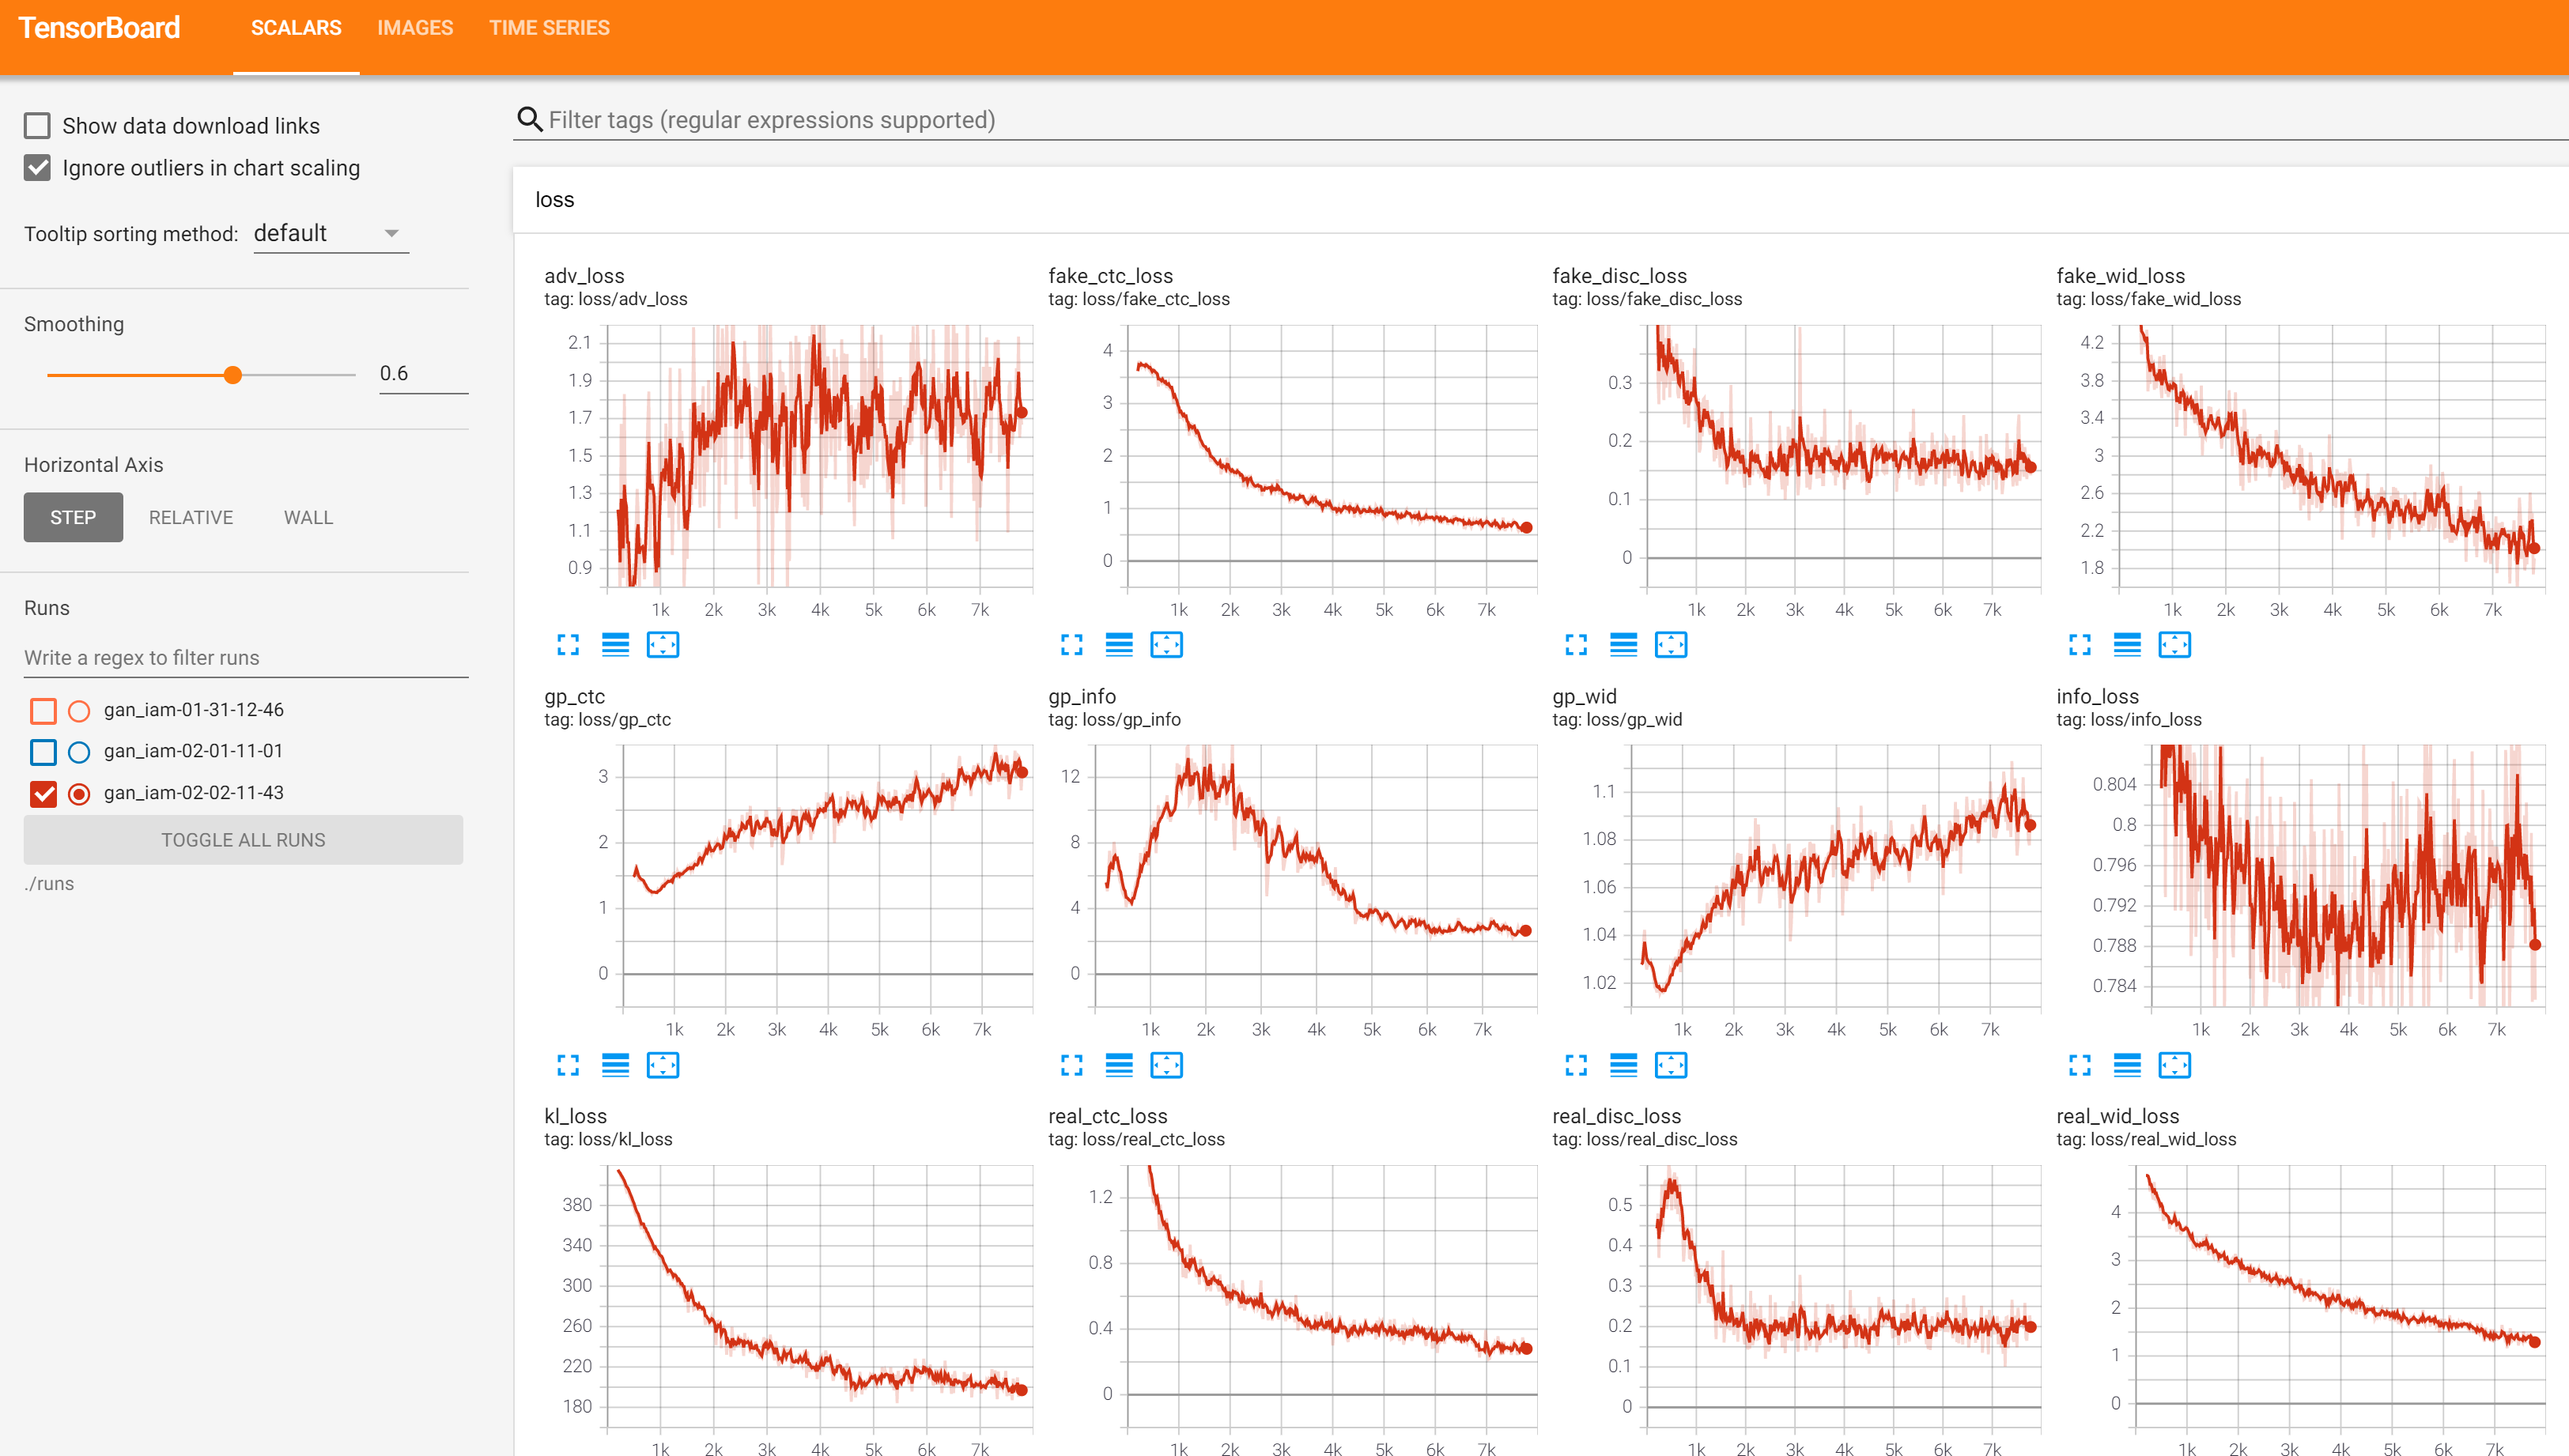 TensorBoard SCALARS IMAGES TIME SERIES
Show data download links
Ignore outliers in chart scaling
Tooltip sorting method: default
Smoothing
0.6
Horizontal Axis
STEP RELATIVE WALL
Runs
Write a regex to filter runs
gan_iam-01-31-12-46
gan_iam-02-01-11-01
gan_iam-02-02-11-43
TOGGLE ALL RUNS
./runs
Filter tags (regular expressions supported)
loss
adv_loss
tag: loss/adv_loss
2.1
1.9
1.7
1.5
1.3
1.1
0.9
1k 2k 3k 4k 5k 6k 7k
fake_ctc_loss
tag: loss/fake_ctc_loss
4
3
2
1
0
1k 2k 3k 4k 5k 6k 7k
fake_disc_loss
tag: loss/fake_disc_loss
0.3
0.2
0.1
0
1k 2k 3k 4k 5k 6k 7k
fake_wid_loss
tag: loss/fake_wid_loss
4.2
3.8
3.4
3
2.6
2.2
1.8
1k 2k 3k 4k 5k 6k 7k
gp_ctc
tag: loss/gp_ctc
3
2
1
0
1k 2k 3k 4k 5k 6k 7k
gp_info
tag: loss/gp_info
12
8
4
0
1k 2k 3k 4k 5k 6k 7k
gp_wid
tag: loss/gp_wid
1.1
1.08
1.06
1.04
1.02
1k 2k 3k 4k 5k 6k 7k
info_loss
tag: loss/info_loss
0.804
0.8
0.796
0.792
0.788
0.784
1k 2k 3k 4k 5k 6k 7k
kl_loss
tag: loss/kl_loss
380
340
300
260
220
180
1k 2k 3k 4k 5k 6k 7k
real_ctc_loss
tag: loss/real_ctc_loss
1.2
0.8
0.4
0
1k 2k 3k 4k 5k 6k 7k
real_disc_loss
tag: loss/real_disc_loss
0.5
0.4
0.3
0.2
0.1
0
1k 2k 3k 4k 5k 6k 7k
real_wid_loss
tag: loss/real_wid_loss
4
3
2
1
0
1k 2k 3k 4k 5k 6k 7k